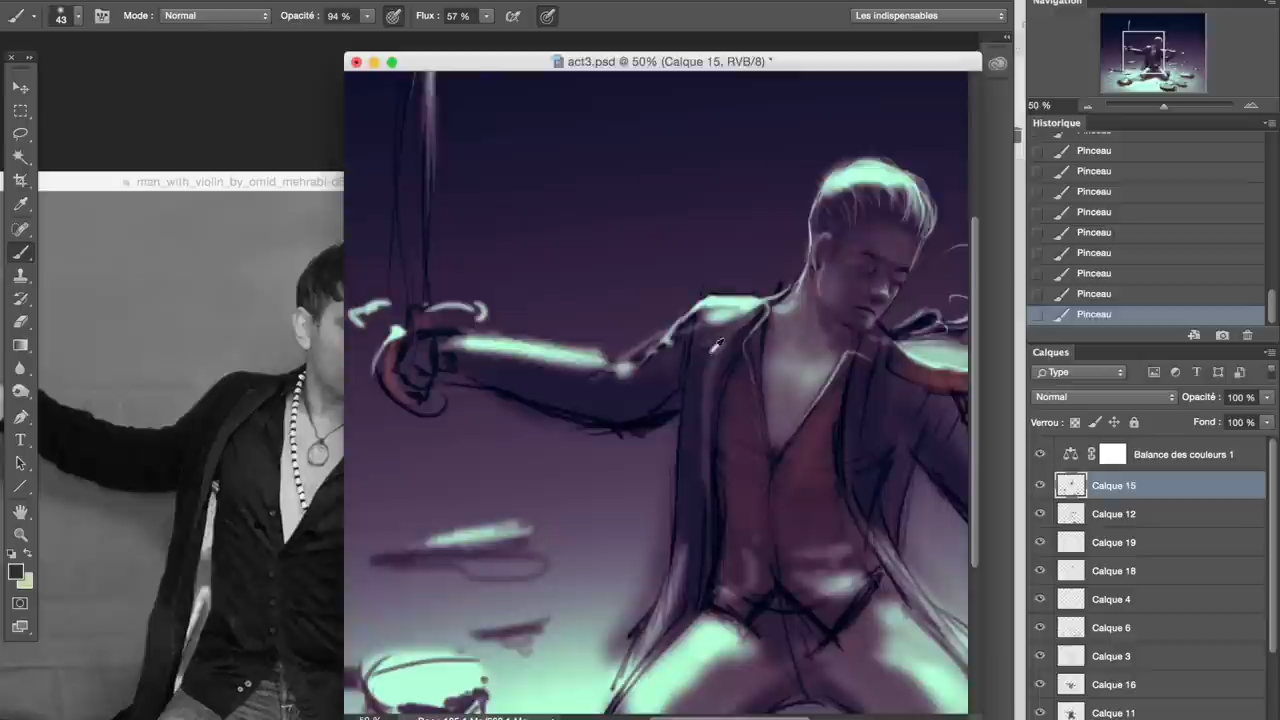 43
Mode : Normal
Opacité : 94 %
Flux : 57 %
Les indispensables
Navigation
act3.psd @ 50% (Calque 15, RVB/8) *
50 %
Historique
man_with_violin_by_omid_mehrabi-d
Pinceau
Pinceau
Pinceau
Pinceau
Pinceau
Pinceau
Pinceau
Pinceau
Pinceau
Calques
Type
Normal
Opacité : 100 %
Verrou :
Fond : 100 %
Balance des couleurs 1
Calque 15
Calque 12
Calque 19
Calque 18
Calque 4
Calque 6
Calque 3
Calque 16
Calque 11